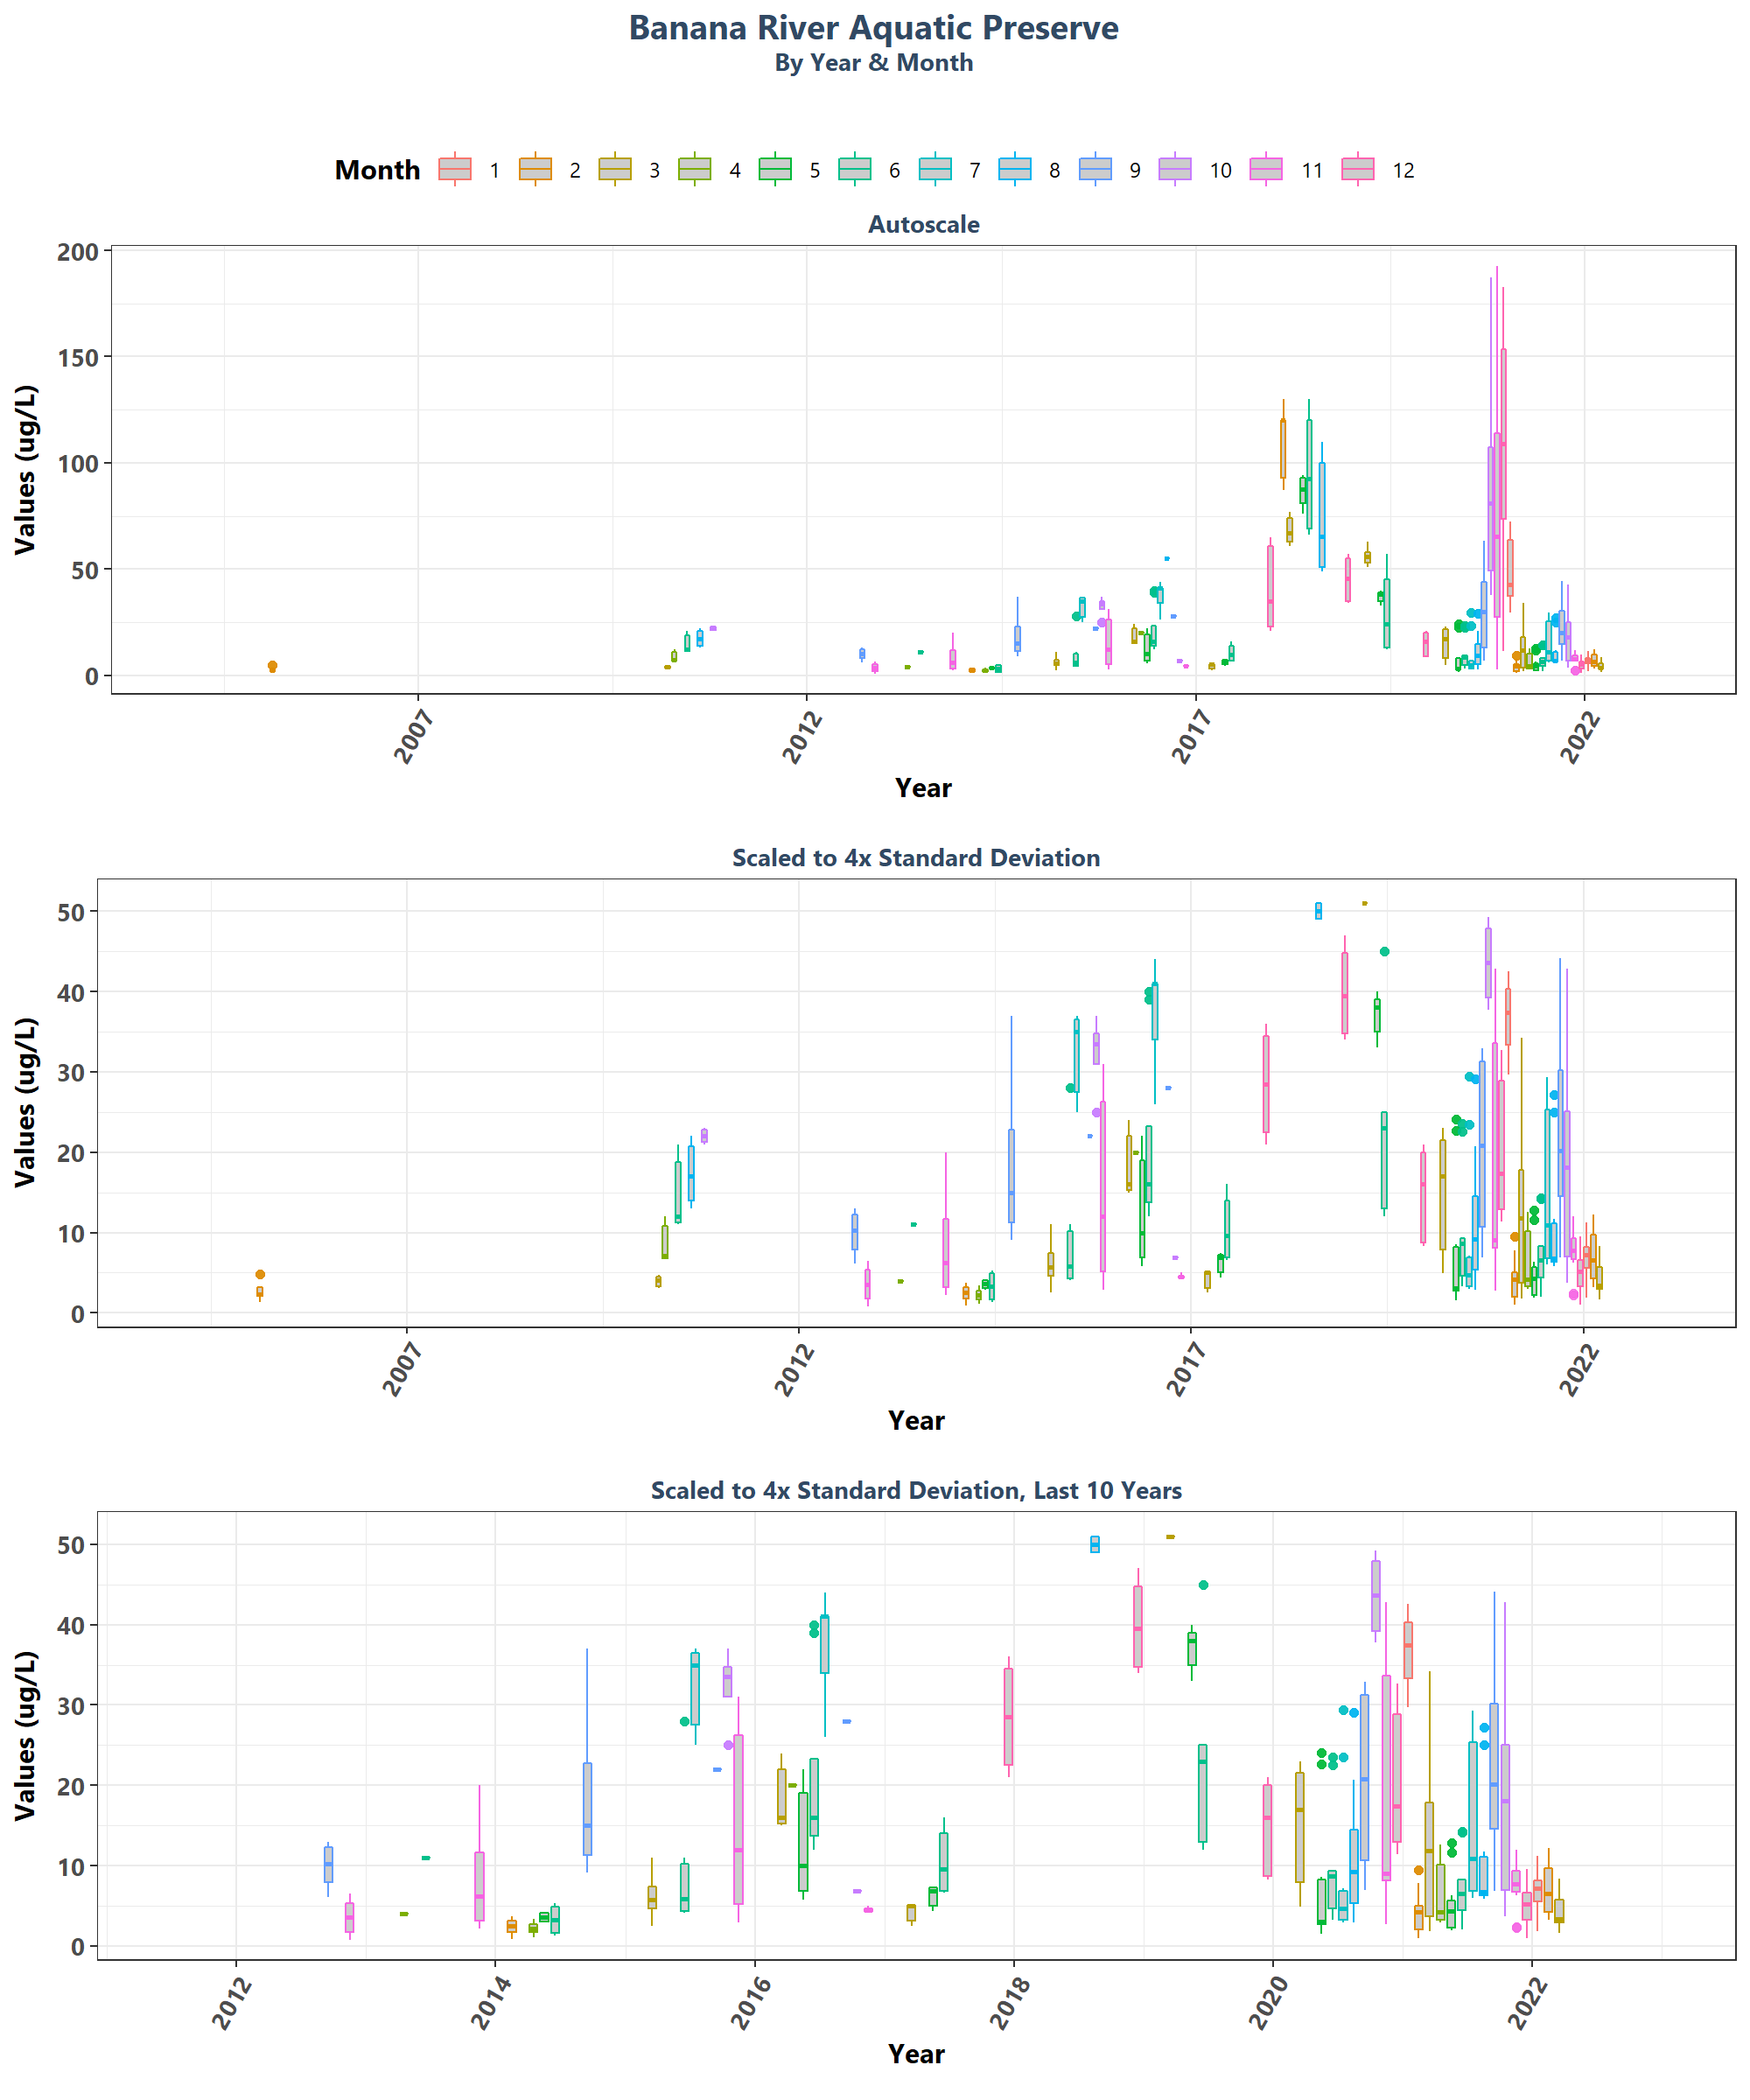 Banana River Aquatic Preserve
By Year & Month
Month 1 2 3 4 5 6 7 8 9 10 11 12
Autoscale
200
150
100
50
0
Values (ug/L)
2007 2012 2017 2022
Year
Scaled to 4x Standard Deviation
50
40
30
20
10
0
Values (ug/L)
2007 2012 2017 2022
Year
Scaled to 4x Standard Deviation, Last 10 Years
50
40
30
20
10
0
Values (ug/L)
2012 2014 2016 2018 2020 2022
Year